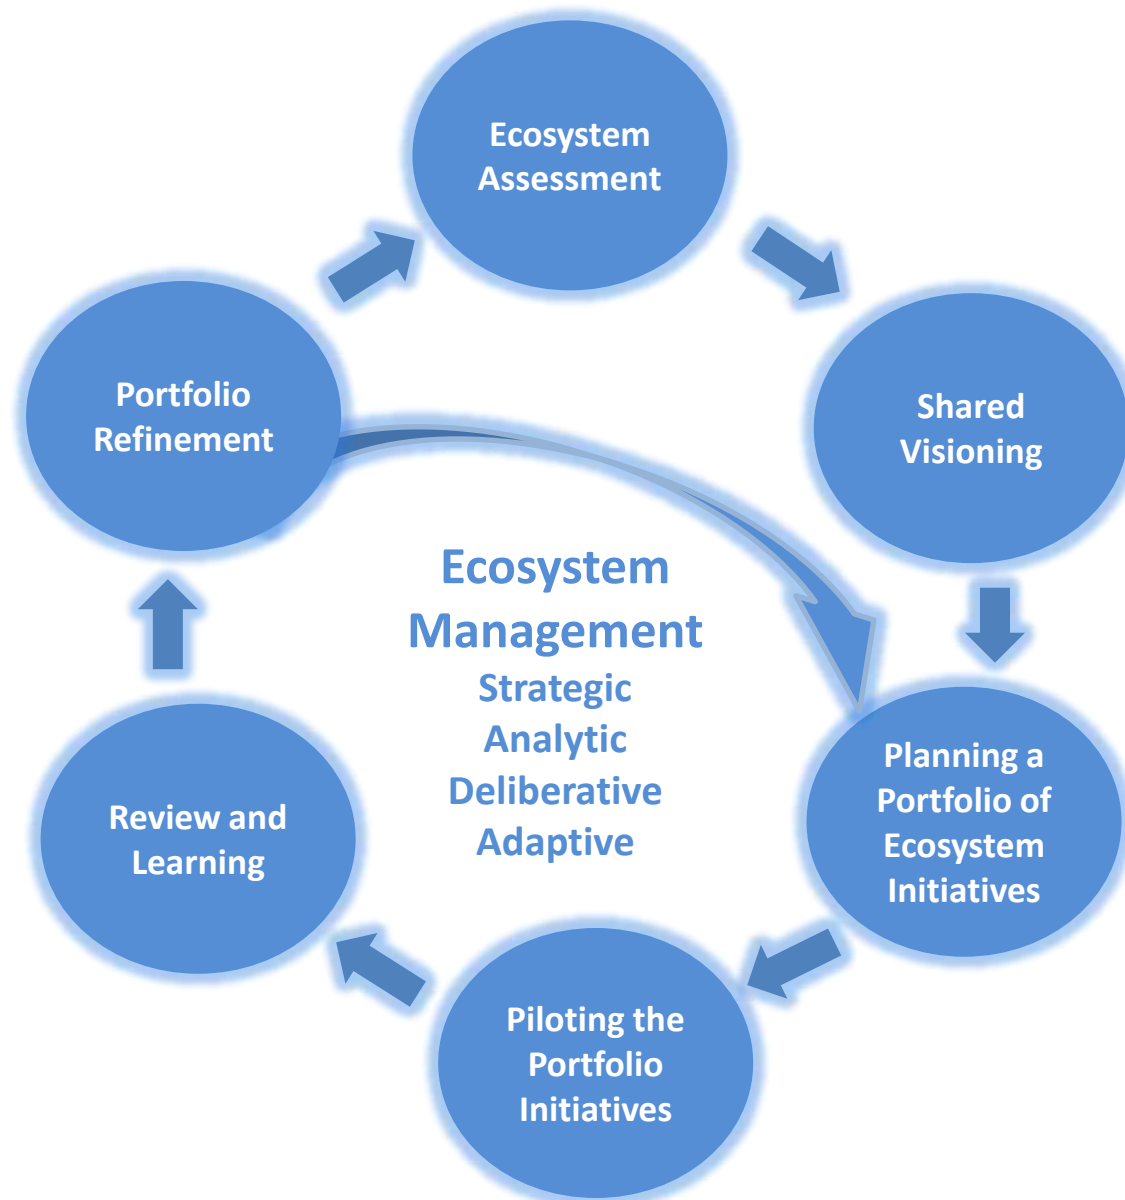 Ecosystem
Assessment
Shared
Visioning
Planning a
Portfolio of
Ecosystem
Initiatives
Piloting the
Portfolio
Initiatives
Review and
Learning
Portfolio
Refinement
Ecosystem
Management
Strategic
Analytic
Deliberative
Adaptive